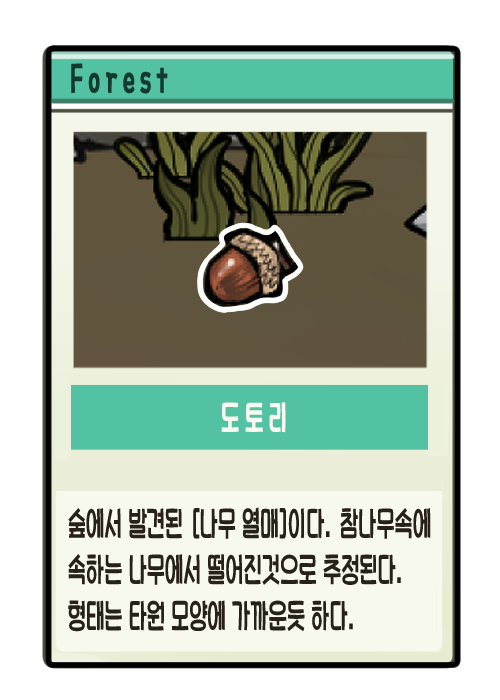 Forest
도토리
숲에서 발견된 [나무 열매]이다. 참나무속에
속하는 나무에서 떨어진것으로 추정된다.
형태는 타원 모양에 가까운듯 하다.